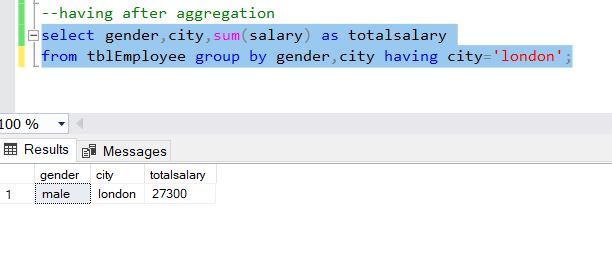 --having after aggregation
select gender,city,sum(salary) as totalsalary
from tblEmployee group by gender,city having city='london';
100 %
Results Messages
gender city totalsalary
1 male london 27300